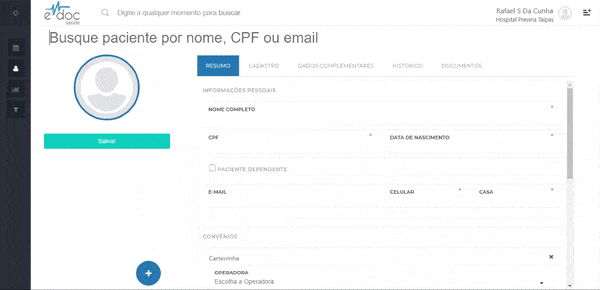 e-doc
saúde
Digite a qualquer momento para buscar
Rafael S Da Cunha
Hospital Previna Taipas
Busque paciente por nome, CPF ou email
RESUMO
CADASTRO
DADOS COMPLEMENTARES
HISTÓRICO
DOCUMENTOS
INFORMAÇÕES PESSOAIS
NOME COMPLETO *
Salvar
CPF * DATA DE NASCIMENTO *
PACIENTE DEPENDENTE
E-MAIL CELULAR * CASA *
CONVÊNIOS
Carteirinha
OPERADORA
Escolha a Operadora